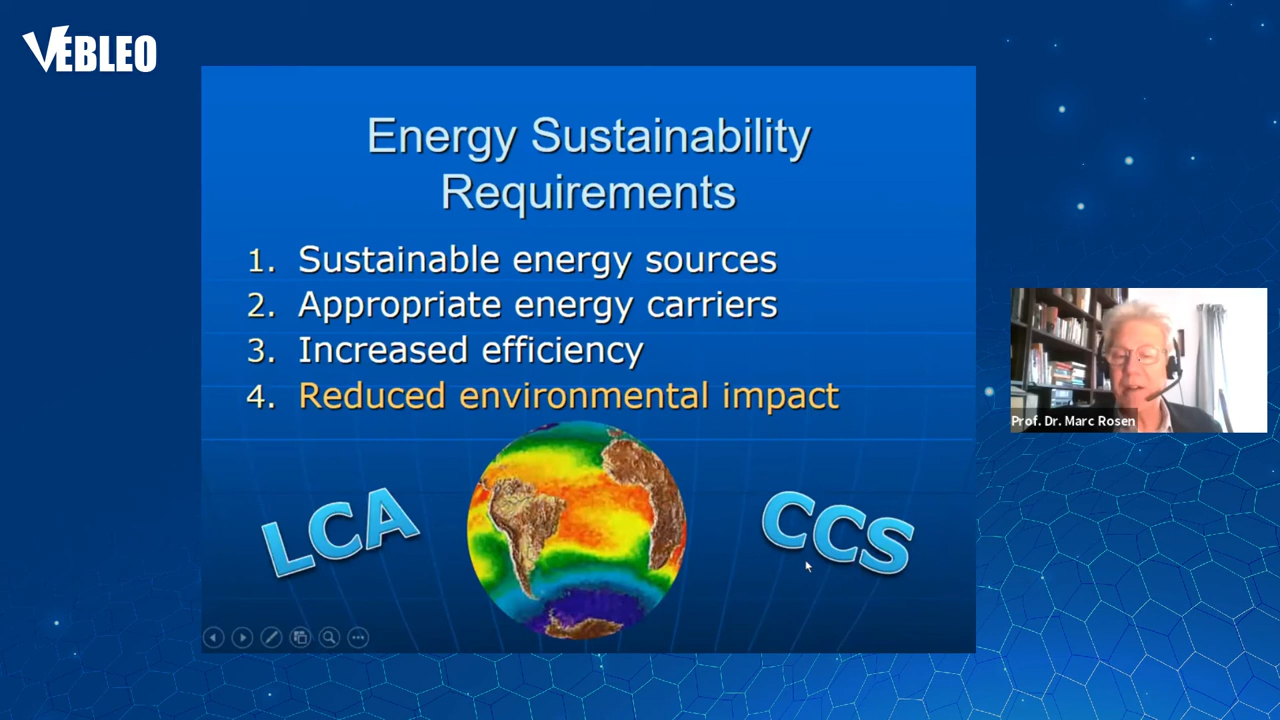 VEBLEO
Energy Sustainability
Requirements
1. Sustainable energy sources
2. Appropriate energy carriers
3. Increased efficiency
4. Reduced environmental impact
LCA
CCS
Prof. Dr. Marc Rosen